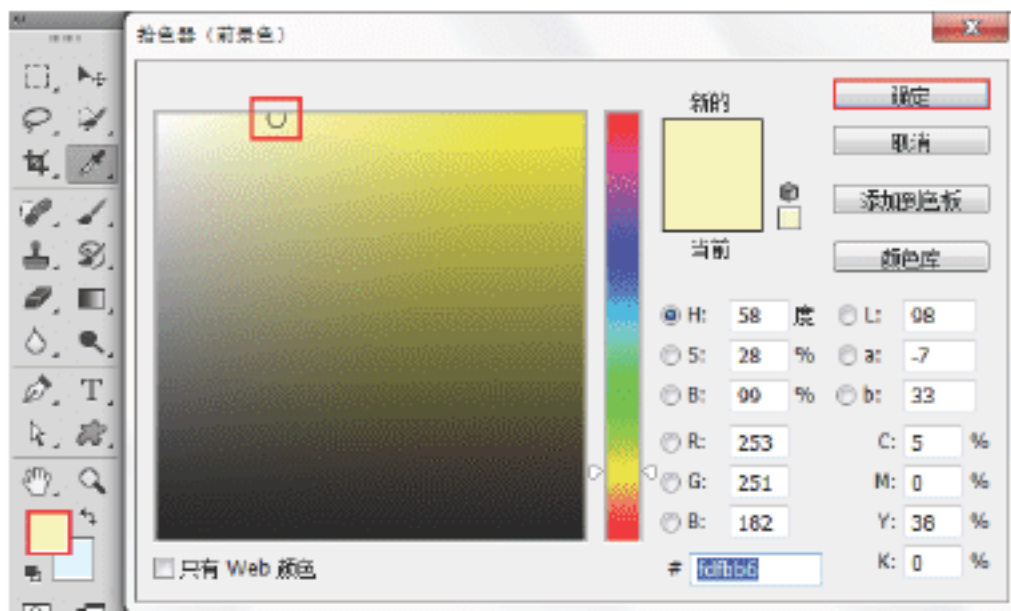 拾色器（前景色）
新的
当前
确定
取消
添加到色板
颜色库
H: 58 度
S: 28 %
B: 99 %
R: 253
G: 251
B: 182
# fdfbb6
L: 98
a: -7
b: 33
C: 5 %
M: 0 %
Y: 38 %
K: 0 %
只有 Web 颜色
T